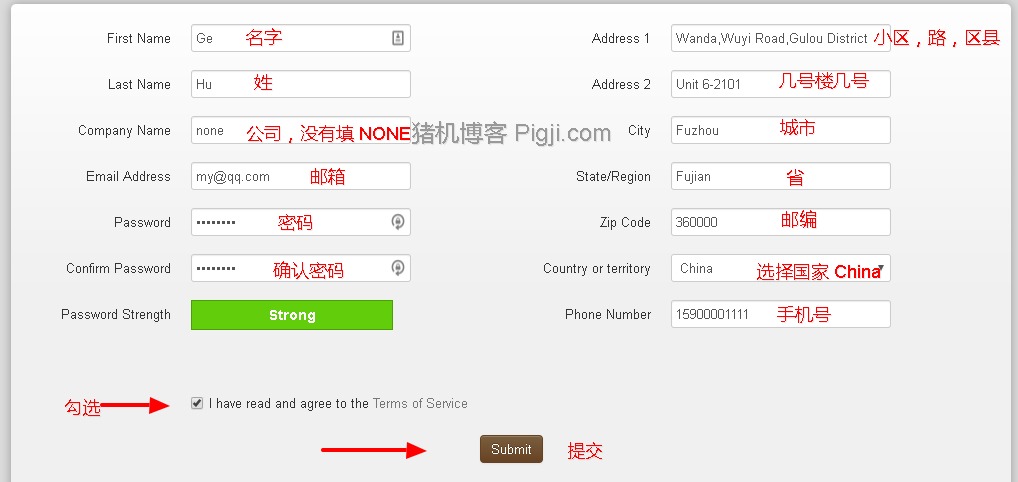 First Name Ge 名字
Last Name Hu 姓
Company Name none 公司，没有填 NONE
猪机博客 Pigji.com
Email Address my@qq.com 邮箱
Password •••••••• 密码
Confirm Password •••••••• 确认密码
Password Strength Strong
Address 1 Wanda,Wuyi Road,Gulou District 小区，路，区县
Address 2 Unit 6-2101 几号楼几号
City Fuzhou 城市
State/Region Fujian 省
Zip Code 360000 邮编
Country or territory China 选择国家 China
Phone Number 15900001111 手机号
勾选 I have read and agree to the Terms of Service
Submit 提交